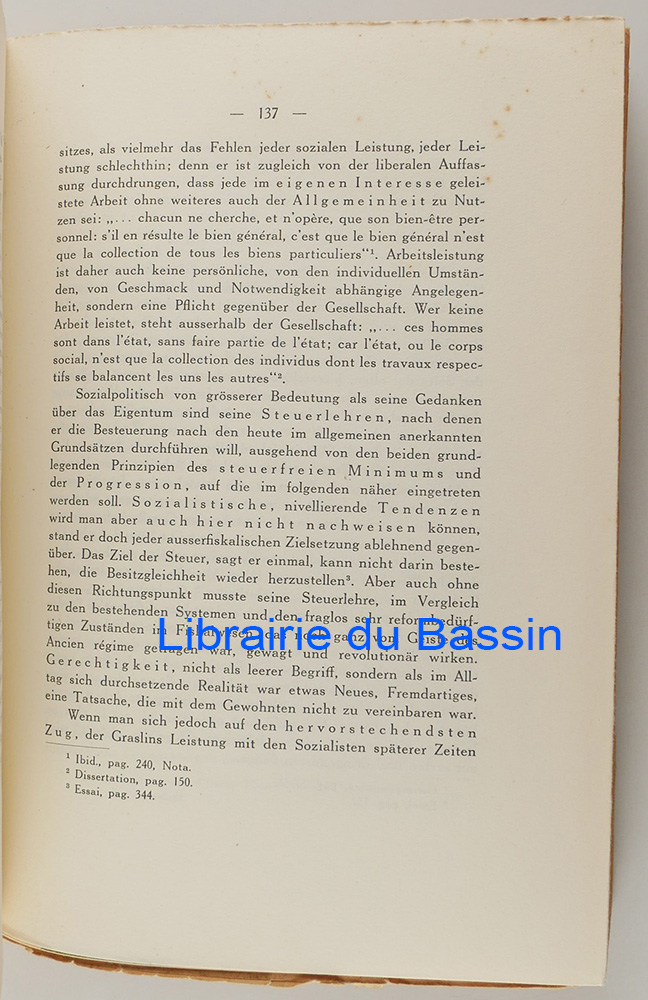 — 137 —
sitzes, als vielmehr das Fehlen jeder sozialen Leistung, jeder Lei-
stung schlechthin; denn er ist zugleich von der liberalen Auffas-
sung durchdrungen, dass jede im eigenen Interesse gelei-
stete Arbeit ohne weiteres auch der Allgemeinheit zu Nut-
zen sei: „... chacun ne cherche, et n'opère, que son bien-être per-
sonnel: s'il en résulte le bien général, c'est que le bien général n'est
que la collection de tous les biens particuliers“¹. Arbeitsleistung
ist daher auch keine persönliche, von den individuellen Umstän-
den, von Geschmack und Notwendigkeit abhängige Angelegen-
heit, sondern eine Pflicht gegenüber der Gesellschaft. Wer keine
Arbeit leistet, steht ausserhalb der Gesellschaft: „... ces hommes
sont dans l'état, sans faire partie de l'état; car l'état, ou le corps
social, n'est que la collection des individus dont les travaux respec-
tifs se balancent les uns les autres“².
Sozialpolitisch von grösserer Bedeutung als seine Gedanken
über das Eigentum sind seine Steuerlehren, nach denen
er die Besteuerung nach den heute im allgemeinen anerkannten
Grundsätzen durchführen will, ausgehend von den beiden grund-
legenden Prinzipien des steuerfreien Minimums und
der Progression, auf die im folgenden näher eingetreten
werden soll. Sozialistische, nivellierende Tendenzen
wird man aber auch hier nicht nachweisen können,
stand er doch jeder ausserfiskalischen Zielsetzung ablehnend gegen-
über. Das Ziel der Steuer, sagt er einmal, kann nicht darin beste-
hen, die Besitzgleichheit wieder herzustellen³. Aber auch ohne
diesen Richtungspunkt musste seine Steuerlehre, im Vergleich
zu den bestehenden Systemen und den fraglos sehr reformbedürf-
tigen Zuständen im Fiskalwesen, das noch ganz vom Geiste des
Librairie du Bassin
Ancien régime getragen war, gewagt und revolutionär wirken.
Gerechtigkeit, nicht als leerer Begriff, sondern als im All-
tag sich durchsetzende Realität war etwas Neues, Fremdartiges,
eine Tatsache, die mit dem Gewohnten nicht zu vereinbaren war.
Wenn man sich jedoch auf den hervorstechendsten
Zug, der Graslins Leistung mit den Sozialisten späterer Zeiten
¹ Ibid., pag. 240, Nota.
² Dissertation, pag. 150.
³ Essai, pag. 344.